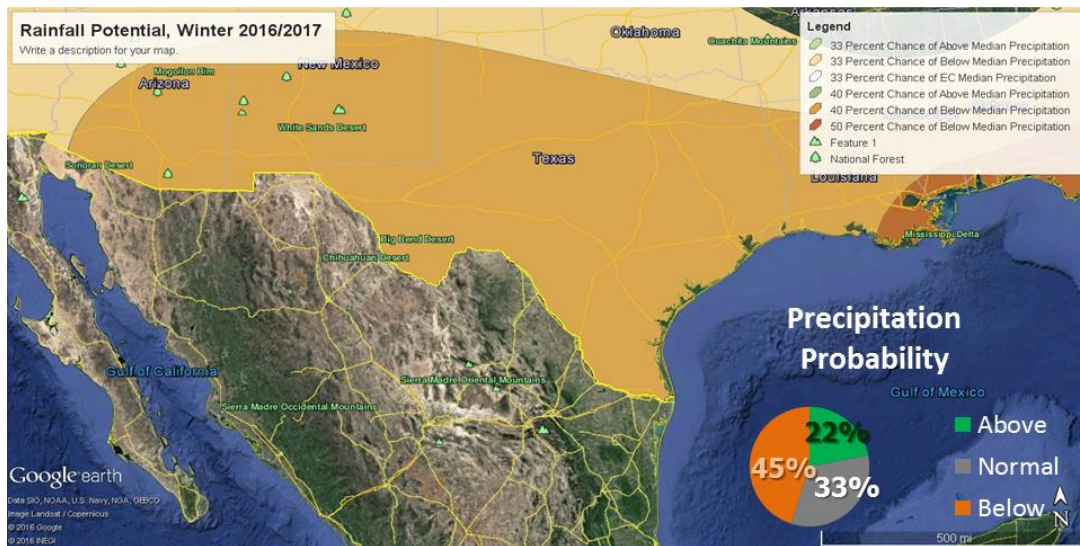 Rainfall Potential, Winter 2016/2017
Write a description for your map.
Legend
33 Percent Chance of Above Median Precipitation
33 Percent Chance of Below Median Precipitation
33 Percent Chance of EC Median Precipitation
40 Percent Chance of Above Median Precipitation
40 Percent Chance of Below Median Precipitation
50 Percent Chance of Below Median Precipitation
Feature 1
National Forest
Arkansas
Oklahoma
Ouachita Mountains
New Mexico
Mogollon Rim
Arizona
White Sands Desert
Texas
Sonoran Desert
Louisiana
Mississippi Delta
Big Bend Desert
Chihuahuan Desert
Gulf of California
Sierra Madre Oriental Mountains
Sierra Madre Occidental Mountains
Gulf of Mexico
Precipitation
Probability
22%
45%
33%
Above
Normal
Below
N
500 mi
Google earth
Data SIO, NOAA, U.S. Navy, NGA, GEBCO
Image Landsat / Copernicus
© 2016 Google
© 2016 INEGI